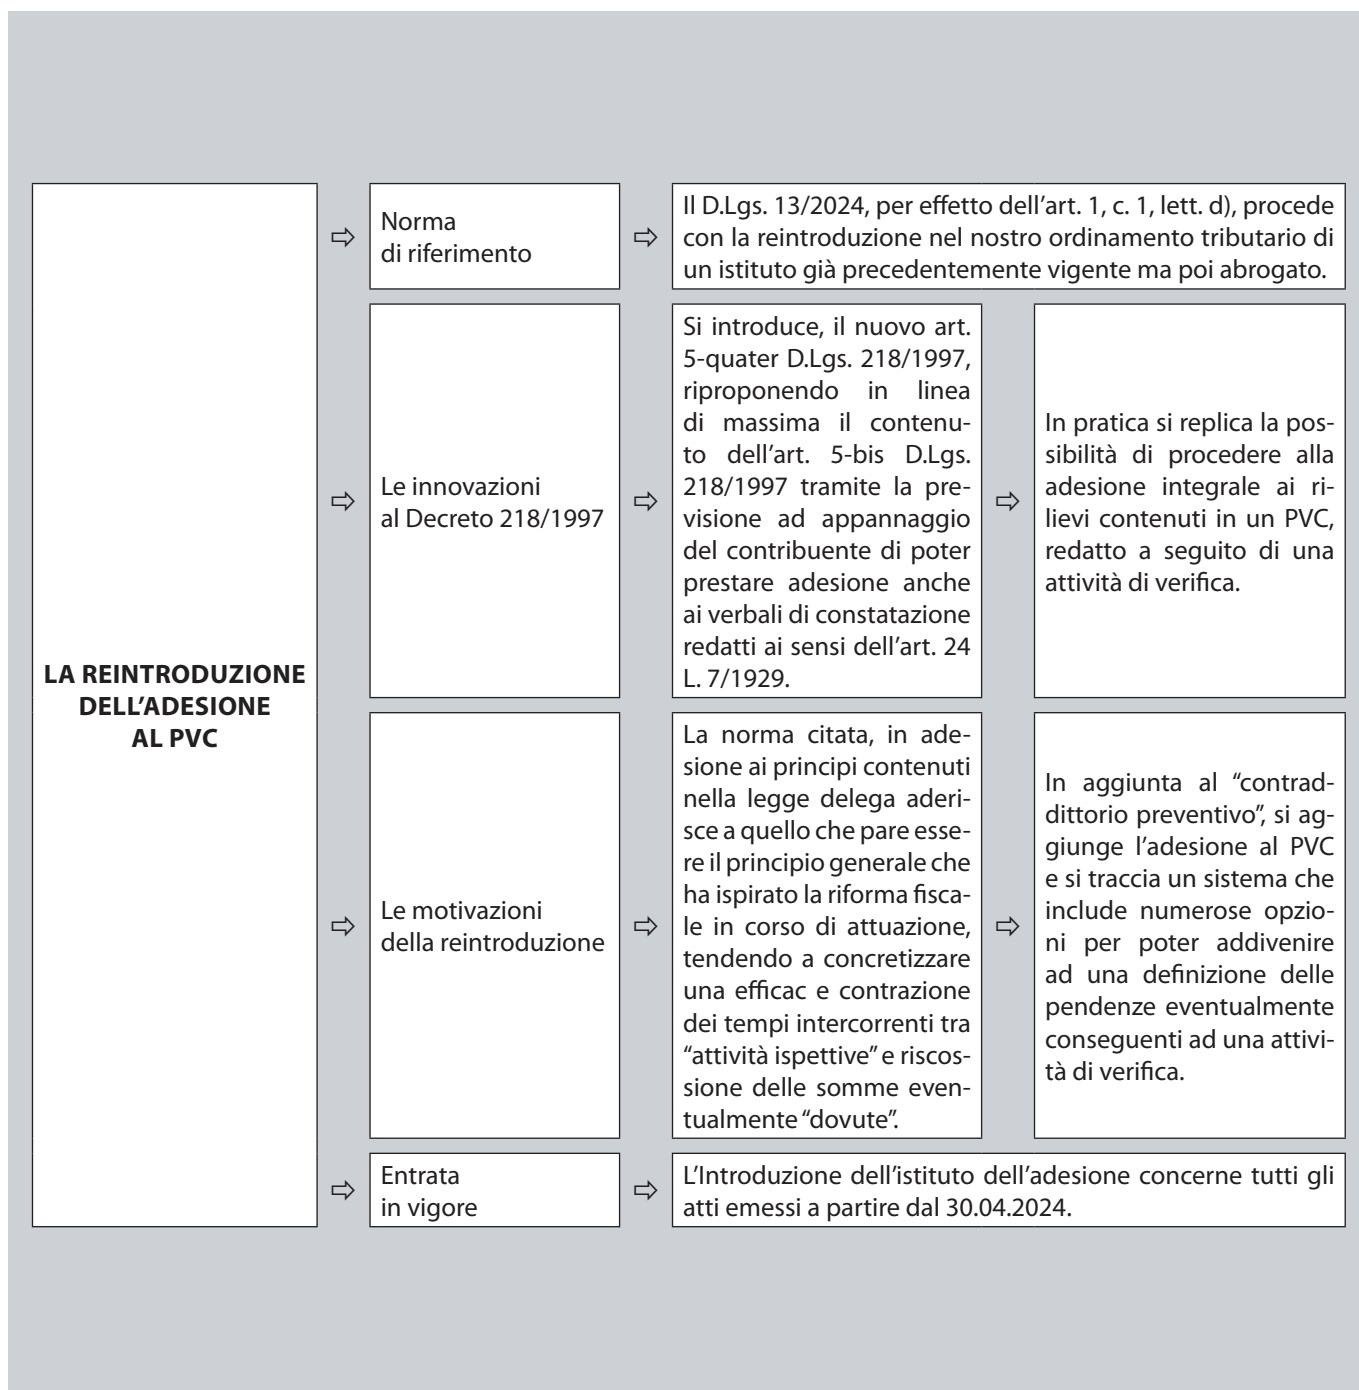 LA REINTRODUZIONE
DELL'ADESIONE
AL PVC
Norma
di riferimento
Il D.Lgs. 13/2024, per effetto dell'art. 1, c. 1, lett. d), procede
con la reintroduzione nel nostro ordinamento tributario di
un istituto già precedentemente vigente ma poi abrogato.
Le innovazioni
al Decreto 218/1997
Si introduce, il nuovo art.
5-quater D.Lgs. 218/1997,
riproponendo in linea
di massima il contenu-
to dell'art. 5-bis D.Lgs.
218/1997 tramite la pre-
visione ad appannaggio
del contribuente di poter
prestare adesione anche
ai verbali di constatazione
redatti ai sensi dell'art. 24
L. 7/1929.
In pratica si replica la pos-
sibilità di procedere alla
adesione integrale ai ri-
lievi contenuti in un PVC,
redatto a seguito di una
attività di verifica.
Le motivazioni
della reintroduzione
La norma citata, in ade-
sione ai principi contenuti
nella legge delega aderi-
sce a quello che pare esse-
re il principio generale che
ha ispirato la riforma fisca-
le in corso di attuazione,
tendendo a concretizzare
una efficac e contrazione
dei tempi intercorrenti tra
"attività ispettive" e riscos-
sione delle somme even-
tualmente "dovute".
In aggiunta al "contrad-
dittorio preventivo", si ag-
giunge l'adesione al PVC
e si traccia un sistema che
include numerose opzio-
ni per poter addivenire
ad una definizione delle
pendenze eventualmente
conseguenti ad una attivi-
tà di verifica.
Entrata
in vigore
L'Introduzione dell'istituto dell'adesione concerne tutti gli
atti emessi a partire dal 30.04.2024.